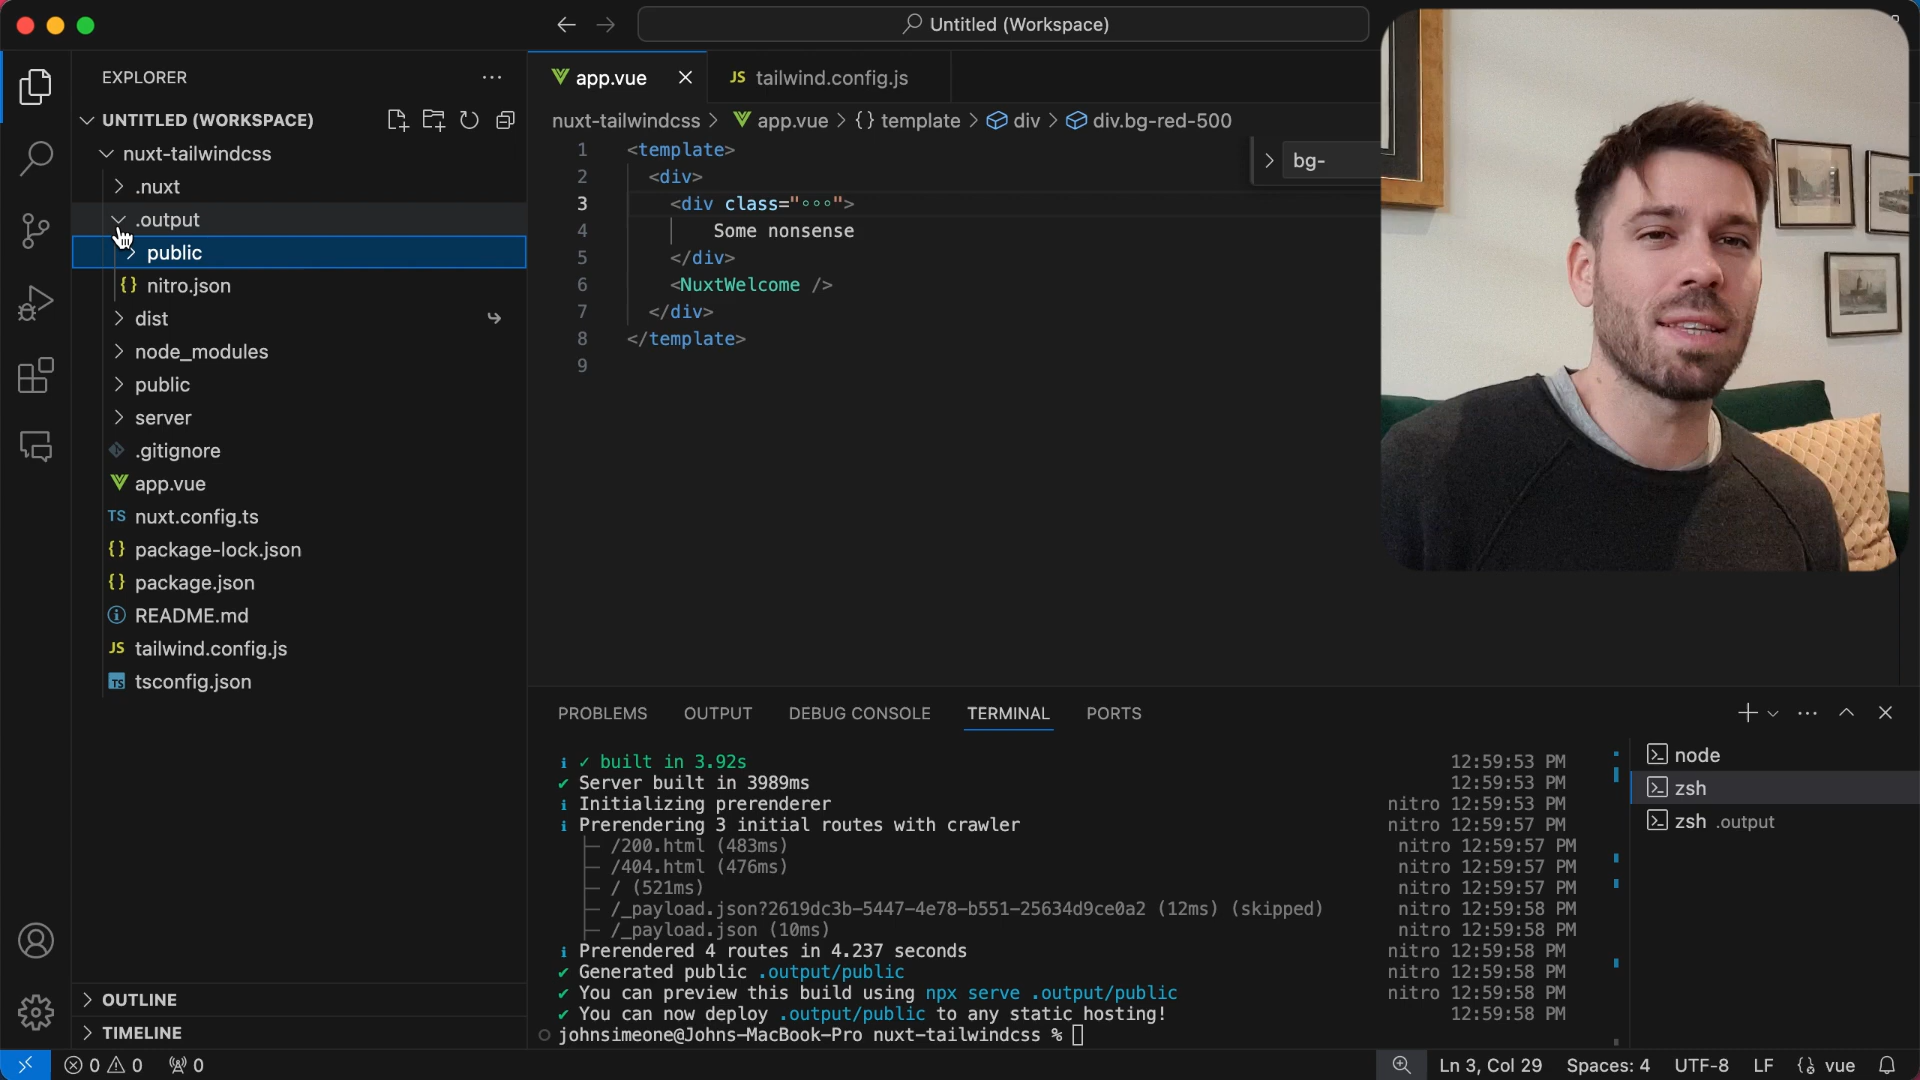 Untitled (Workspace)
EXPLORER
UNTITLED (WORKSPACE)
nuxt-tailwindcss
.nuxt
.output
public
{} nitro.json
dist
node_modules
public
server
.gitignore
app.vue
TS nuxt.config.ts
{} package-lock.json
{} package.json
README.md
JS tailwind.config.js
TS tsconfig.json
OUTLINE
TIMELINE
app.vue
JS tailwind.config.js
nuxt-tailwindcss > app.vue > {} template > div > div.bg-red-500
bg-
1 <template>
2 <div>
3 <div class="•••">
4 Some nonsense
5 </div>
6 <NuxtWelcome />
7 </div>
8 </template>
9
PROBLEMS OUTPUT DEBUG CONSOLE TERMINAL PORTS
ℹ ✓ built in 3.92s 12:59:53 PM
✔ Server built in 3989ms 12:59:53 PM
ℹ Initializing prerenderer nitro 12:59:53 PM
ℹ Prerendering 3 initial routes with crawler nitro 12:59:57 PM
├─ /200.html (483ms) nitro 12:59:57 PM
├─ /404.html (476ms) nitro 12:59:57 PM
├─ / (521ms) nitro 12:59:57 PM
├─ /_payload.json?2619dc3b-5447-4e78-b551-25634d9ce0a2 (12ms) (skipped) nitro 12:59:58 PM
├─ /_payload.json (10ms) nitro 12:59:58 PM
ℹ Prerendered 4 routes in 4.237 seconds nitro 12:59:58 PM
✔ Generated public .output/public nitro 12:59:58 PM
✔ You can preview this build using npx serve .output/public nitro 12:59:58 PM
✔ You can now deploy .output/public to any static hosting! 12:59:58 PM
johnsimeone@Johns-MacBook-Pro nuxt-tailwindcss %
node
zsh
zsh .output
0 0 0
Ln 3, Col 29 Spaces: 4 UTF-8 LF {} vue